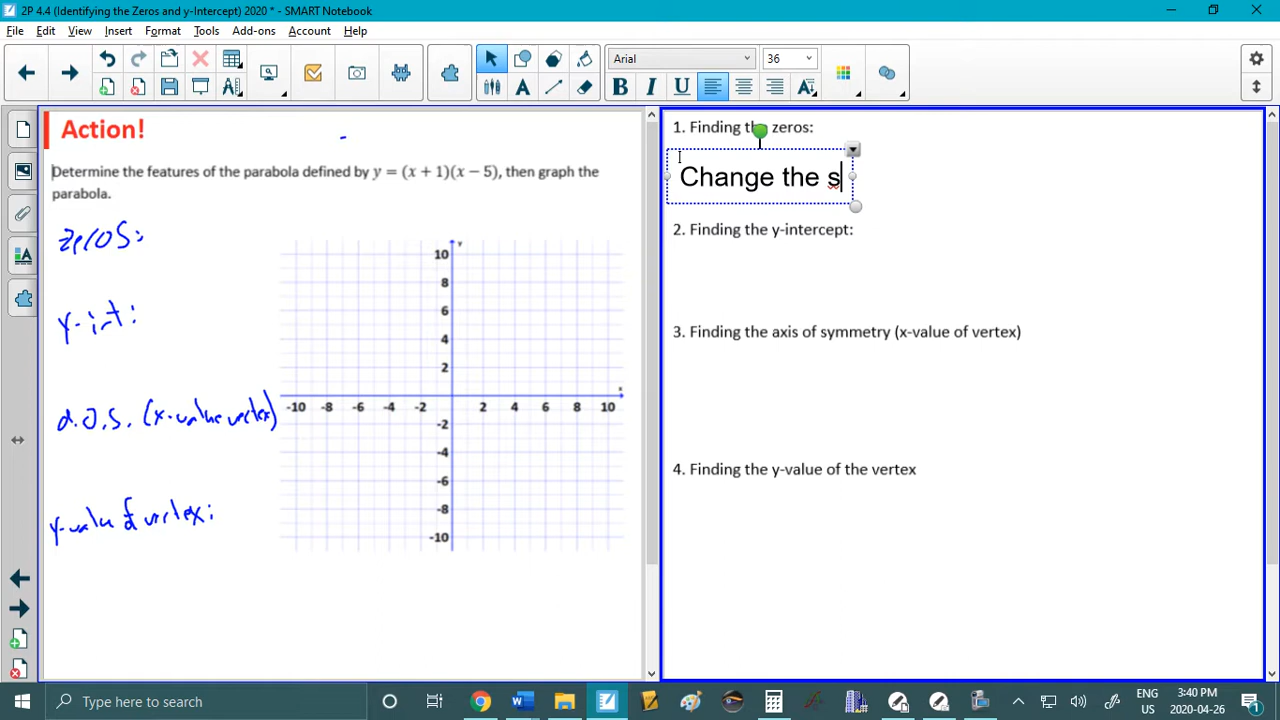 2P 4.4 (Identifying the Zeros and y-Intercept) 2020 * - SMART Notebook
File Edit View Insert Format Tools Add-ons Account Help
Arial 36
B I U A
Action!
Determine the features of the parabola defined by y = (x + 1)(x − 5), then graph the
parabola.
zeros:
y-int:
a.o.s. (x-value vertex)
y-value of vertex:
y
10
8
6
4
2
x
-10 -8 -6 -4 -2 2 4 6 8 10
-2
-4
-6
-8
-10
1. Finding the zeros:
Change the s
2. Finding the y-intercept:
3. Finding the axis of symmetry (x-value of vertex)
4. Finding the y-value of the vertex
Type here to search
ENG
US
3:40 PM
2020-04-26
1